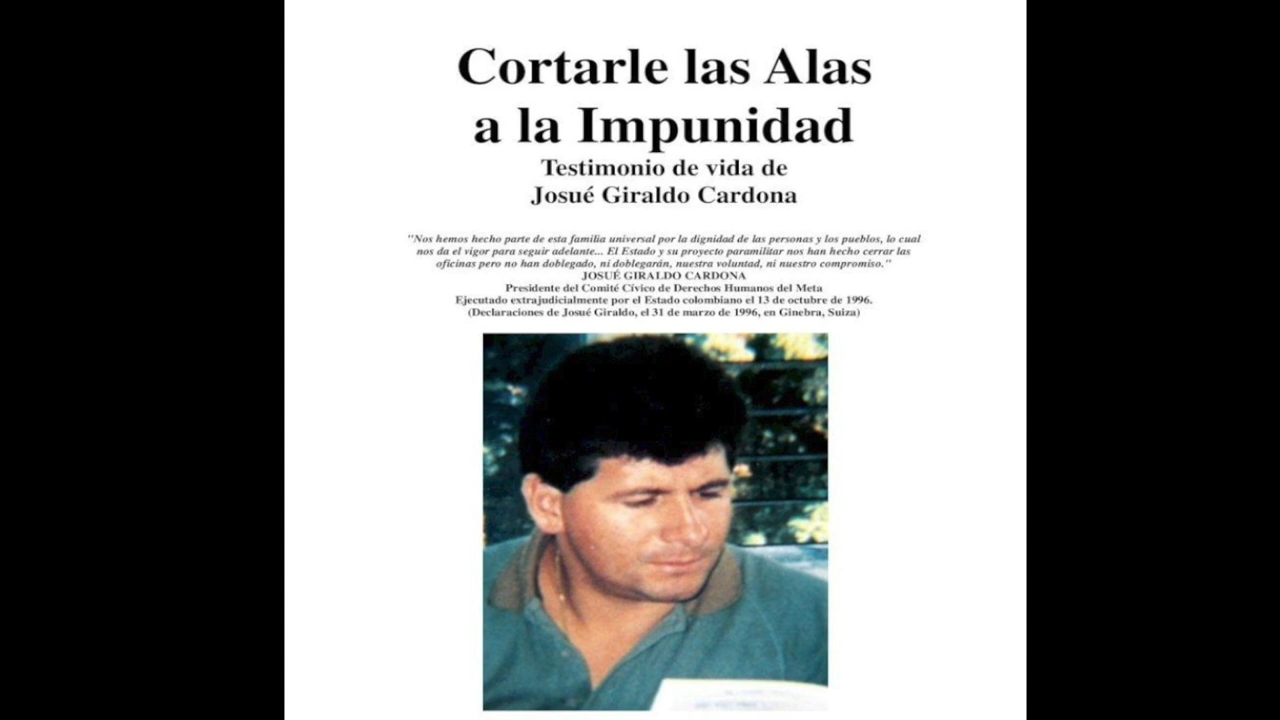 Cortarle las Alas
a la Impunidad
Testimonio de vida de
Josué Giraldo Cardona
"Nos hemos hecho parte de esta familia universal por la dignidad de las personas y los pueblos, lo cual
nos da el vigor para seguir adelante... El Estado y su proyecto paramilitar nos han hecho cerrar las
oficinas pero no han doblegado, ni doblegarán, nuestra voluntad, ni nuestro compromiso."
JOSUÉ GIRALDO CARDONA
Presidente del Comité Cívico de Derechos Humanos del Meta
Ejecutado extrajudicialmente por el Estado colombiano el 13 de octubre de 1996.
(Declaraciones de Josué Giraldo, el 31 de marzo de 1996, en Ginebra, Suiza)